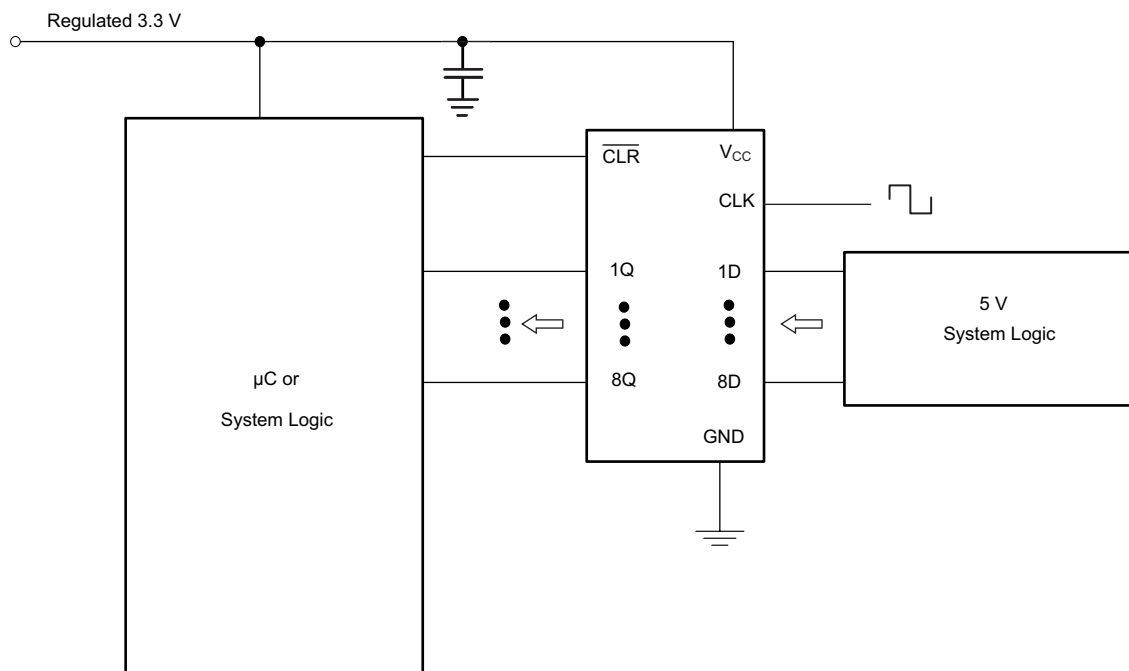 Regulated 3.3 V
CLR
VCC
CLK
1Q
1D
5 V
System Logic
µC or
System Logic
8Q
8D
GND